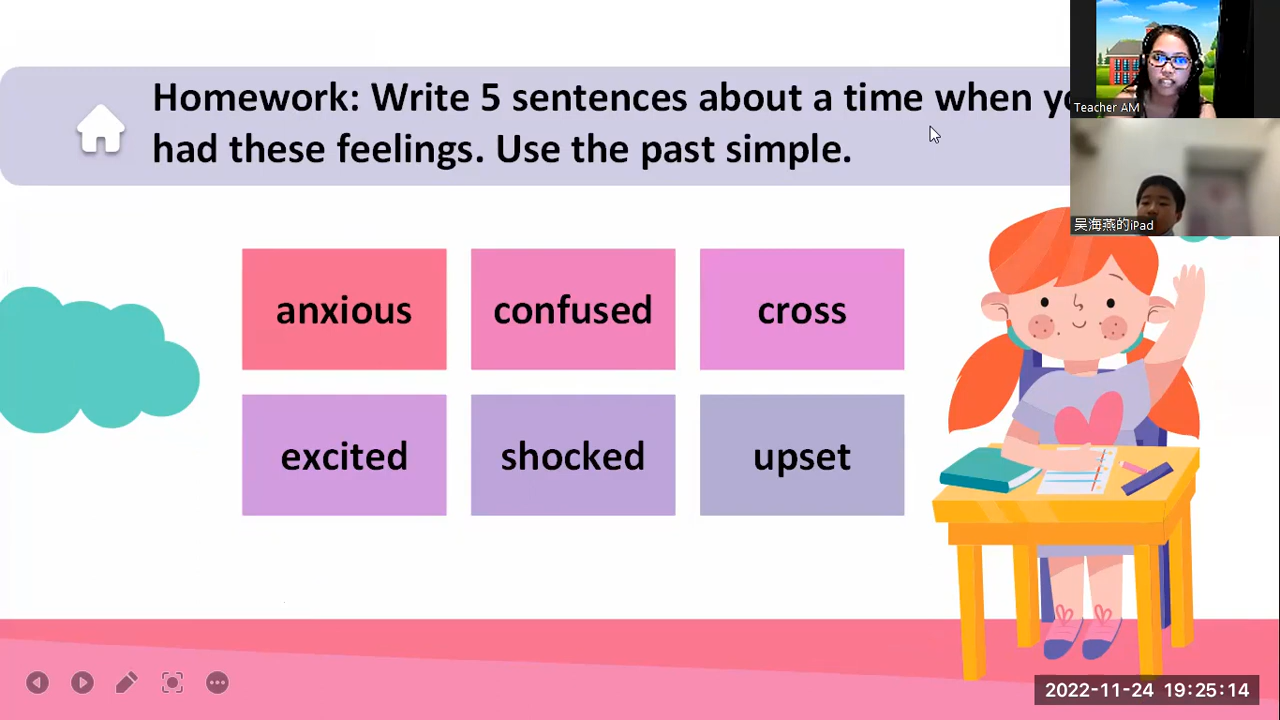 Homework: Write 5 sentences about a time when
had these feelings. Use the past simple.
Teacher AM
吴海燕的iPad
anxious
confused
cross
excited
shocked
upset
2022-11-24 19:25:14